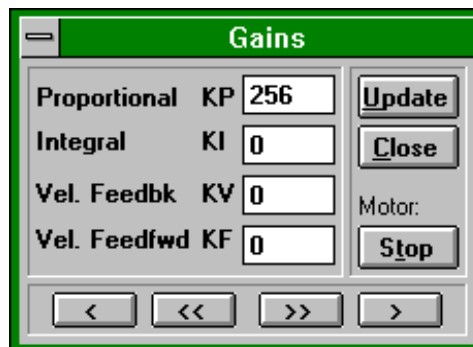 Gains
Proportional KP 256
Integral KI 0
Vel. Feedbk KV 0
Vel. Feedfwd KF 0
Update
Close
Motor:
Stop
< << >> >